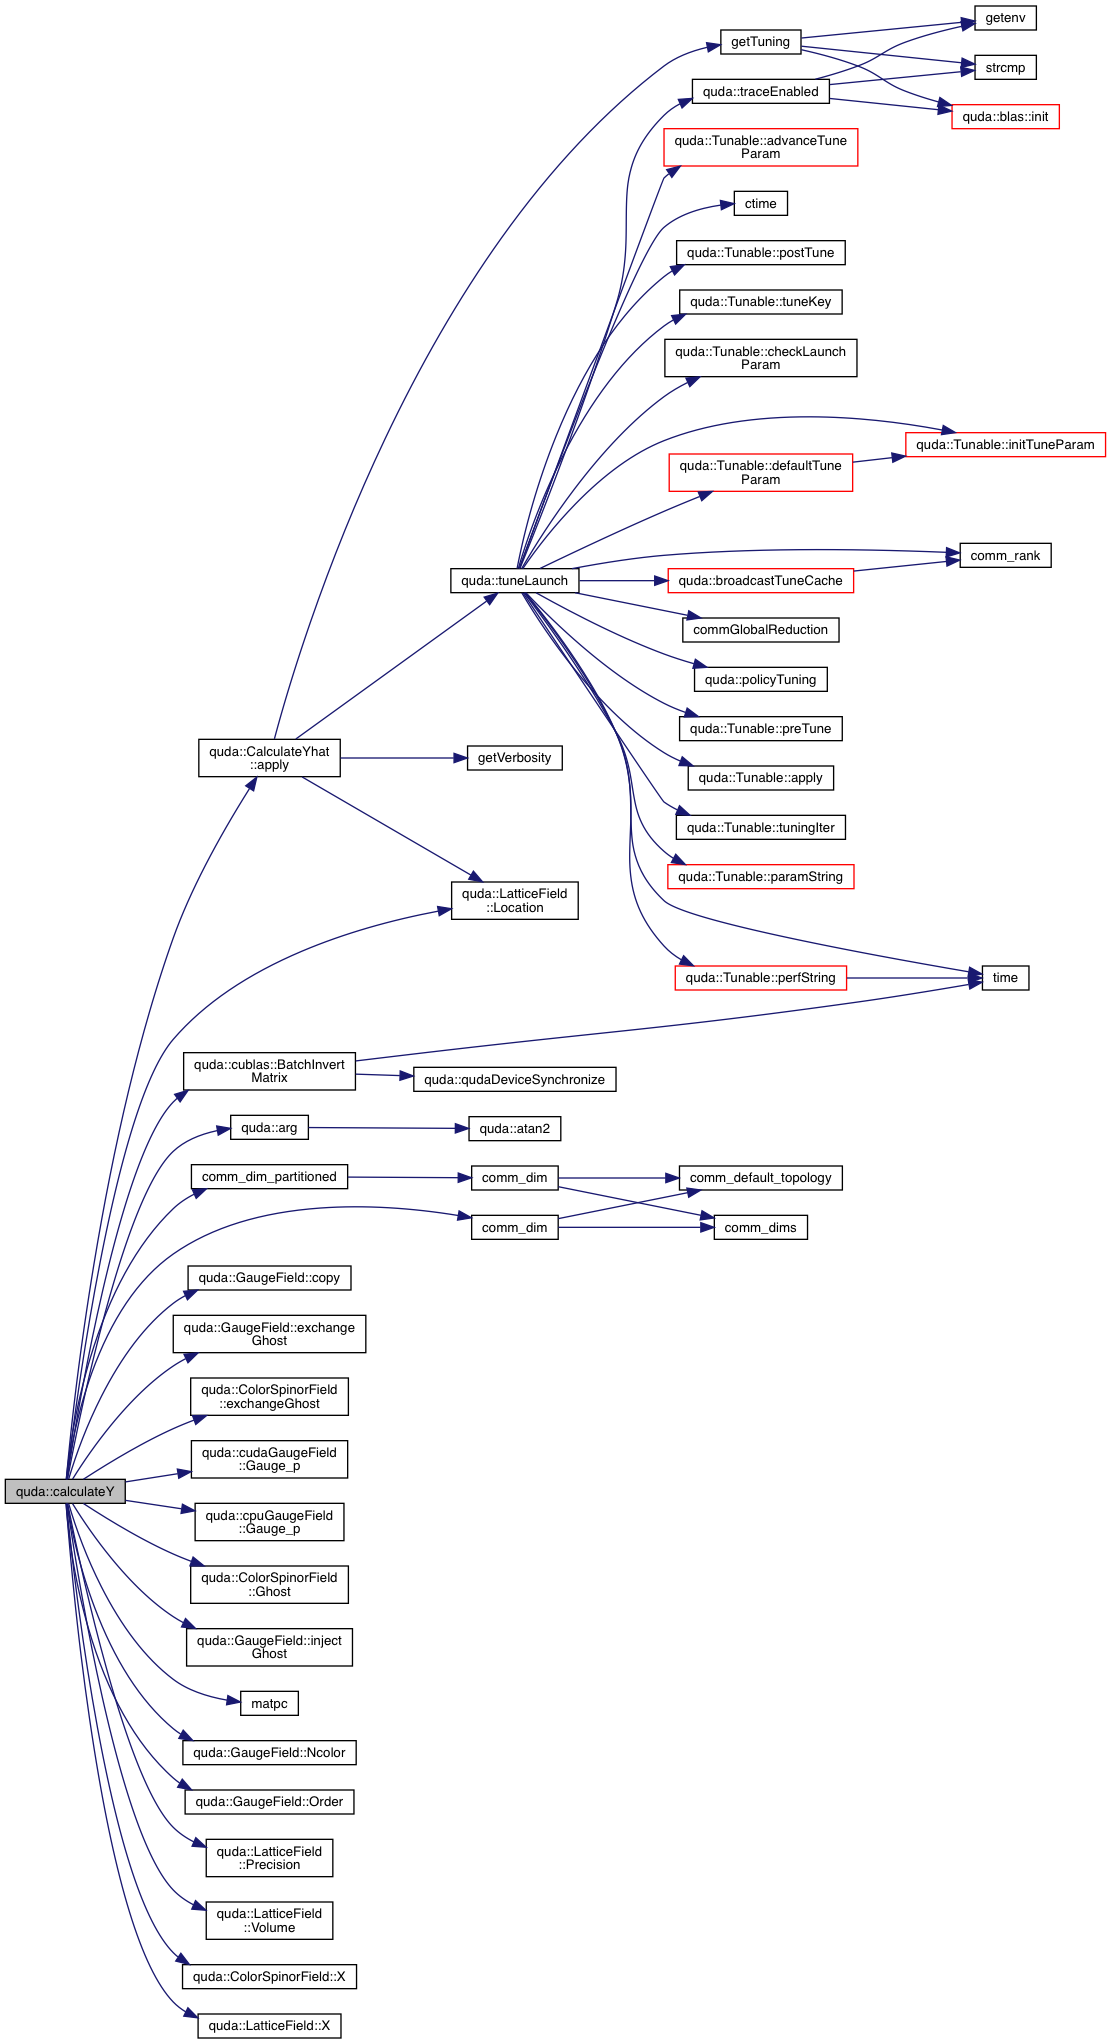 getenv
getTuning
strcmp
quda::traceEnabled
quda::blas::init
quda::Tunable::advanceTune
Param
ctime
quda::Tunable::postTune
quda::Tunable::tuneKey
quda::Tunable::checkLaunch
Param
quda::Tunable::initTuneParam
quda::Tunable::defaultTune
Param
comm_rank
quda::tuneLaunch
quda::broadcastTuneCache
commGlobalReduction
quda::policyTuning
quda::Tunable::preTune
quda::CalculateYhat
::apply
getVerbosity
quda::Tunable::apply
quda::Tunable::tuningIter
quda::Tunable::paramString
quda::LatticeField
::Location
quda::Tunable::perfString
time
quda::cublas::BatchInvert
Matrix
quda::qudaDeviceSynchronize
quda::arg
quda::atan2
comm_dim_partitioned
comm_dim
comm_default_topology
comm_dim
comm_dims
quda::GaugeField::copy
quda::GaugeField::exchange
Ghost
quda::ColorSpinorField
::exchangeGhost
quda::cudaGaugeField
::Gauge_p
quda::calculateY
quda::cpuGaugeField
::Gauge_p
quda::ColorSpinorField
::Ghost
quda::GaugeField::inject
Ghost
matpc
quda::GaugeField::Ncolor
quda::GaugeField::Order
quda::LatticeField
::Precision
quda::LatticeField
::Volume
quda::ColorSpinorField::X
quda::LatticeField::X